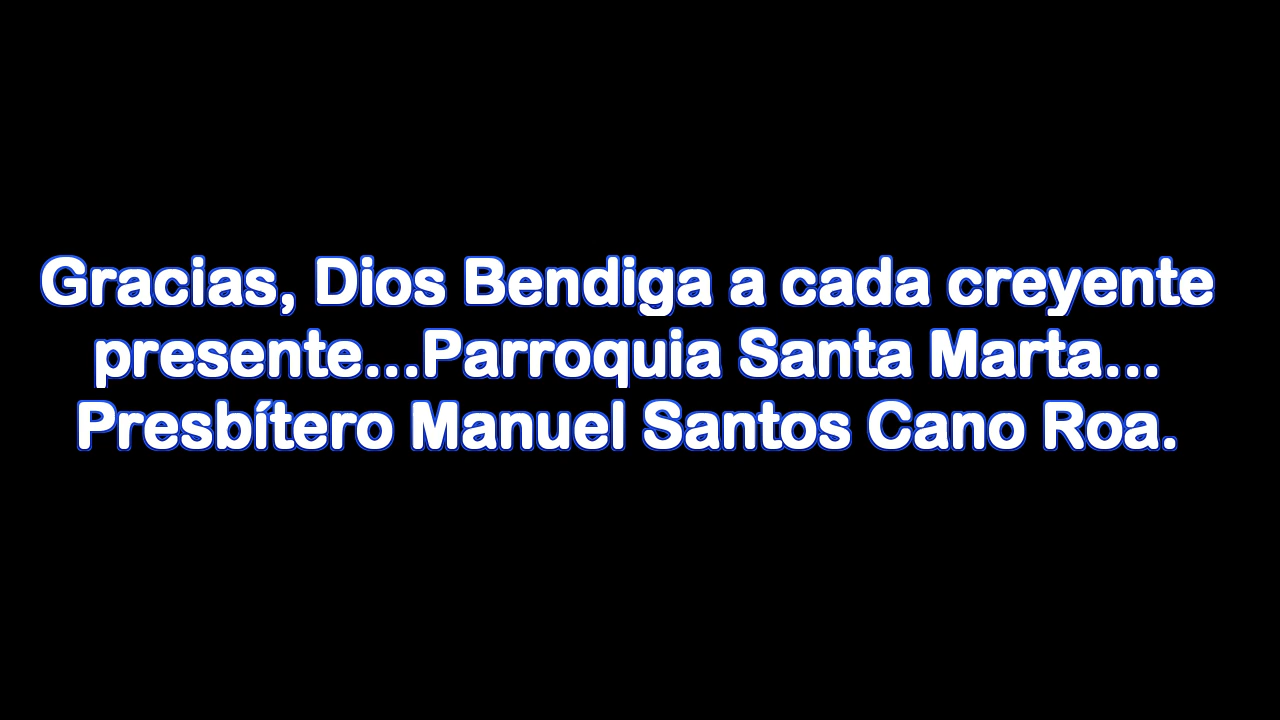 Gracias, Dios Bendiga a cada creyente
presente...Parroquia Santa Marta...
Presbítero Manuel Santos Cano Roa.